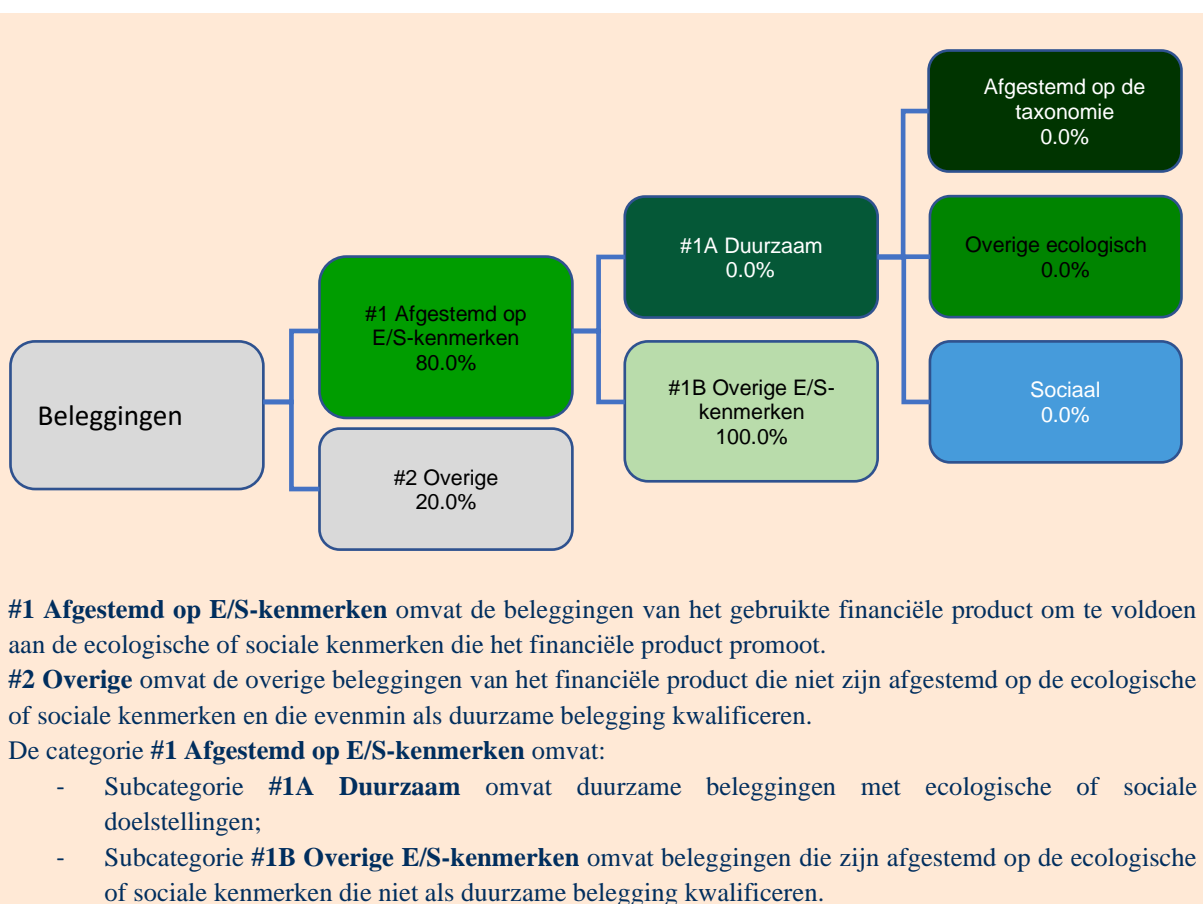 Afgestemd op de
taxonomie
0.0%
#1A Duurzaam
0.0%
Overige ecologisch
0.0%
#1 Afgestemd op
E/S-kenmerken
80.0%
Beleggingen
#1B Overige E/S-
kenmerken
100.0%
Sociaal
0.0%
#2 Overige
20.0%
#1 Afgestemd op E/S-kenmerken omvat de beleggingen van het gebruikte financiële product om te voldoen
aan de ecologische of sociale kenmerken die het financiële product promoot.
#2 Overige omvat de overige beleggingen van het financiële product die niet zijn afgestemd op de ecologische
of sociale kenmerken en die evenmin als duurzame belegging kwalificeren.
De categorie #1 Afgestemd op E/S-kenmerken omvat:
- Subcategorie #1A Duurzaam omvat duurzame beleggingen met ecologische of sociale
doelstellingen;
- Subcategorie #1B Overige E/S-kenmerken omvat beleggingen die zijn afgestemd op de ecologische
of sociale kenmerken die niet als duurzame belegging kwalificeren.